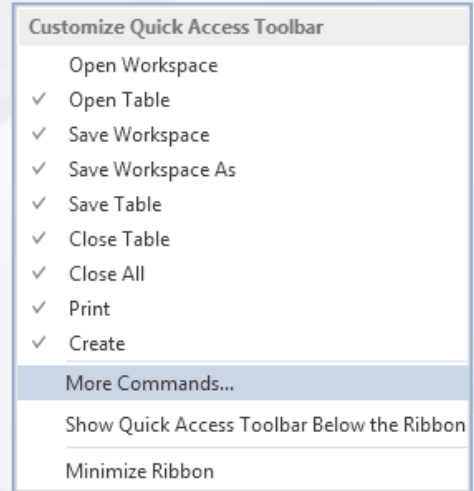 Customize Quick Access Toolbar
Open Workspace
Open Table
Save Workspace
Save Workspace As
Save Table
Close Table
Close All
Print
Create
More Commands...
Show Quick Access Toolbar Below the Ribbon
Minimize Ribbon